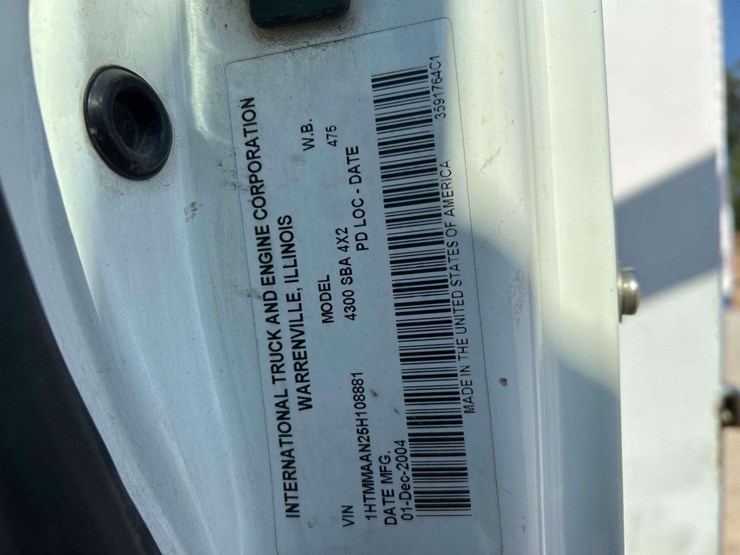 INTERNATIONAL TRUCK AND ENGINE CORPORATION
WARRENVILLE, ILLINOIS
VIN MODEL W.B.
1HTMMAAN25H108881 4300 SBA 4X2 475
DATE MFG. PD LOC - DATE
01-Dec-2004
MADE IN THE UNITED STATES OF AMERICA 3591764C1